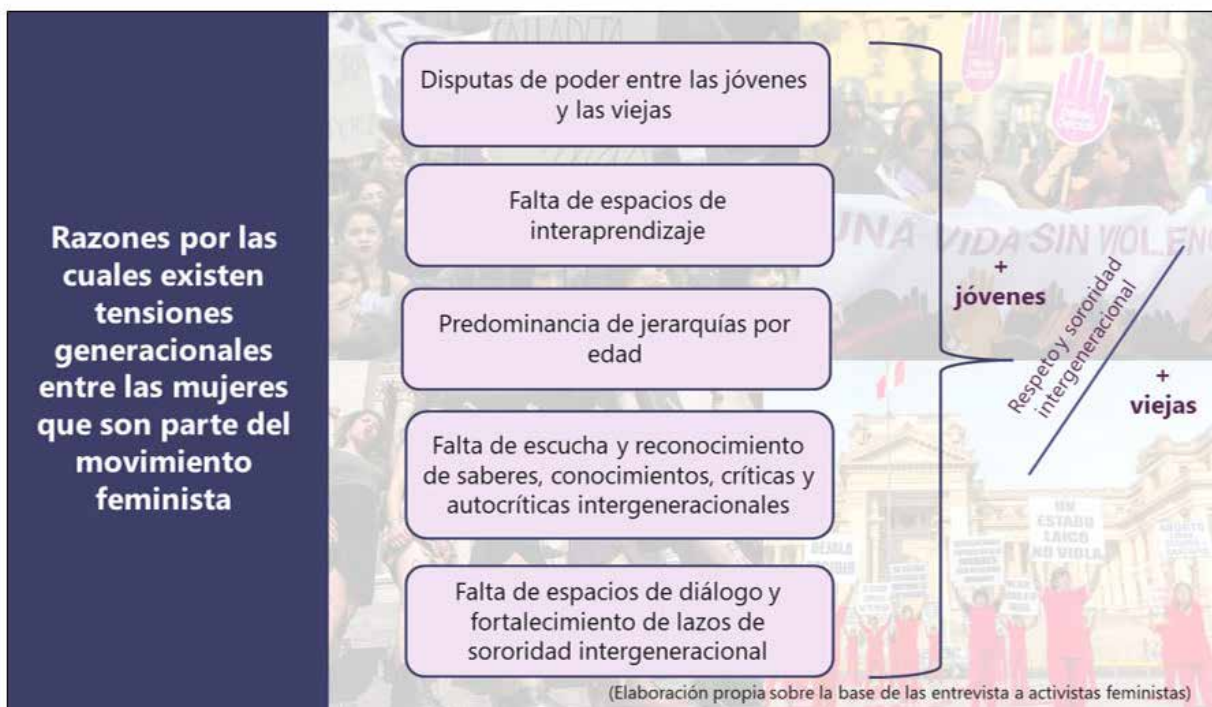 Razones por las
cuales existen
tensiones
generacionales
entre las mujeres
que son parte del
movimiento
feminista
Disputas de poder entre las jóvenes
y las viejas
Falta de espacios de
interaprendizaje
Predominancia de jerarquías por
edad
Falta de escucha y reconocimiento
de saberes, conocimientos, críticas y
autocríticas intergeneracionales
Falta de espacios de diálogo y
fortalecimiento de lazos de
sororidad intergeneracional
CALLADITA
UNA VIDA SIN VIOLENC
+
jóvenes
Respeto y sororidad
intergeneracional
+
viejas
UN
ESTADO
LAICO
NO VIOLA
(Elaboración propia sobre la base de las entrevista a activistas feministas)